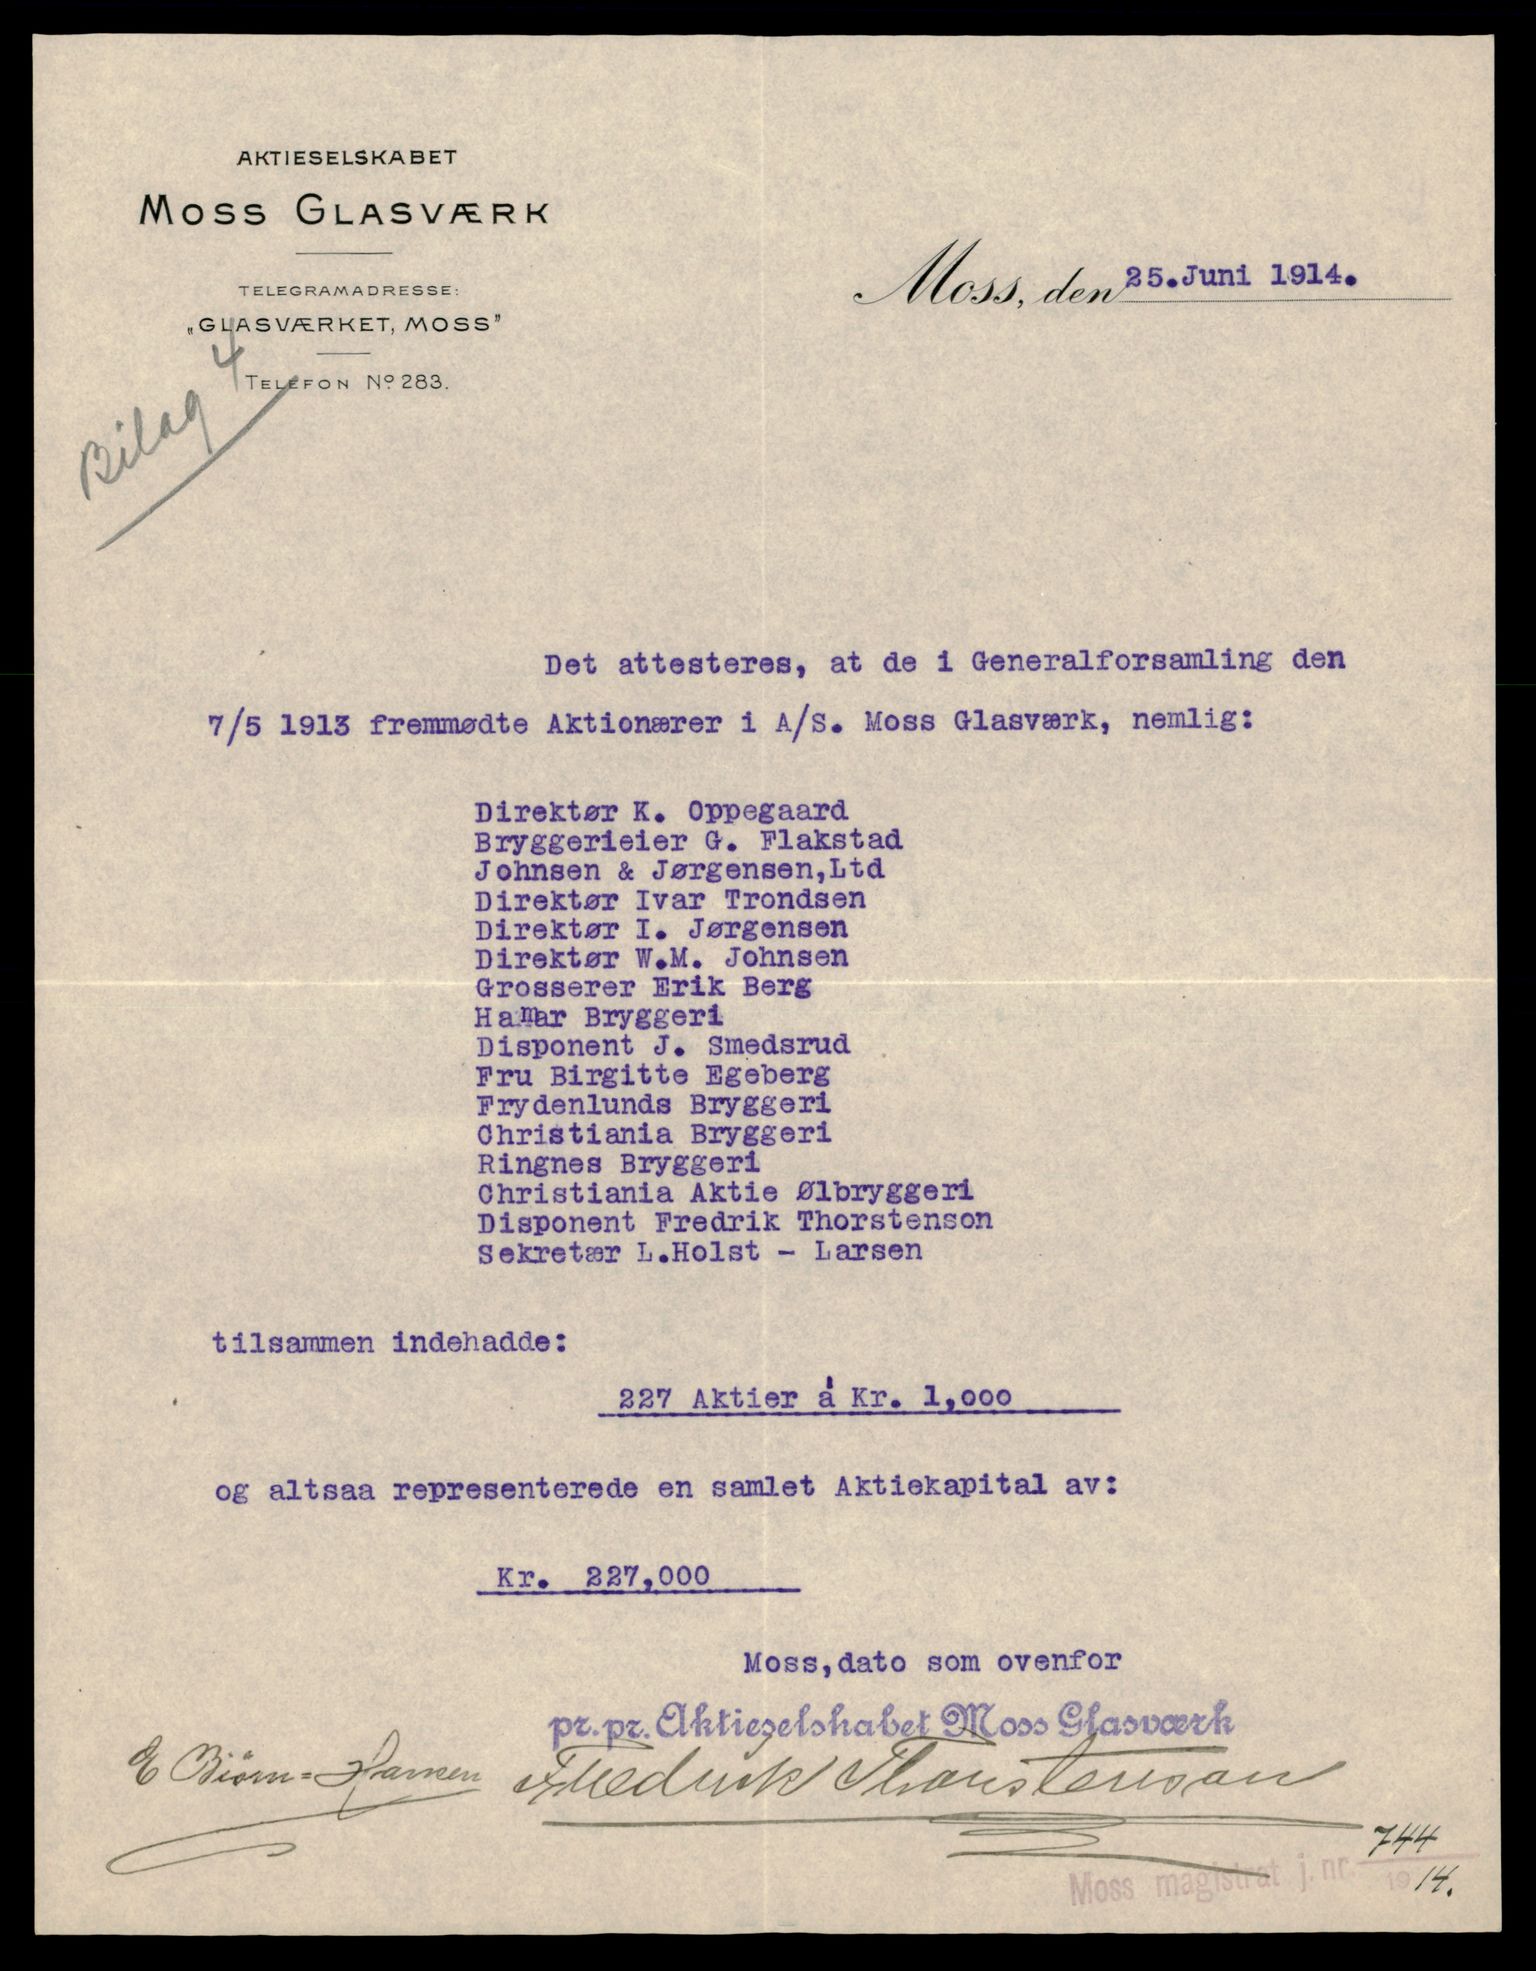 AKTIESELSKABET
MOSS GLASVÆRK
TELEGRAMADRESSE:
„GLASVÆRKET, MOSS”
TELEFON Nº 283.
Bilag 4
Moss, den 25.Juni 1914.
Det attesteres, at de i Generalforsamling den
7/5 1913 fremmødte Aktionærer i A/S. Moss Glasværk, nemlig:
Direktør K. Oppegaard
Bryggerieier G. Flakstad
Johnsen & Jørgensen,Ltd
Direktør Ivar Trondsen
Direktør I. Jørgensen
Direktør W.M. Johnsen
Grosserer Erik Berg
Hamar Bryggeri
Disponent J. Smedsrud
Fru Birgitte Egeberg
Frydenlunds Bryggeri
Christiania Bryggeri
Ringnes Bryggeri
Christiania Aktie Ølbryggeri
Disponent Fredrik Thorstenson
Sekretær L.Holst - Larsen
tilsammen indehadde:
227 Aktier á Kr. 1,000
og altsaa representerede en samlet Aktiekapital av:
Kr. 227,000
Moss,dato som ovenfor
pr.pr. Aktieselskabet Moss Glasværk
E Biörn=Hansen Fredrik Thorstenson
Moss magistrat j. nr. 744
1914.